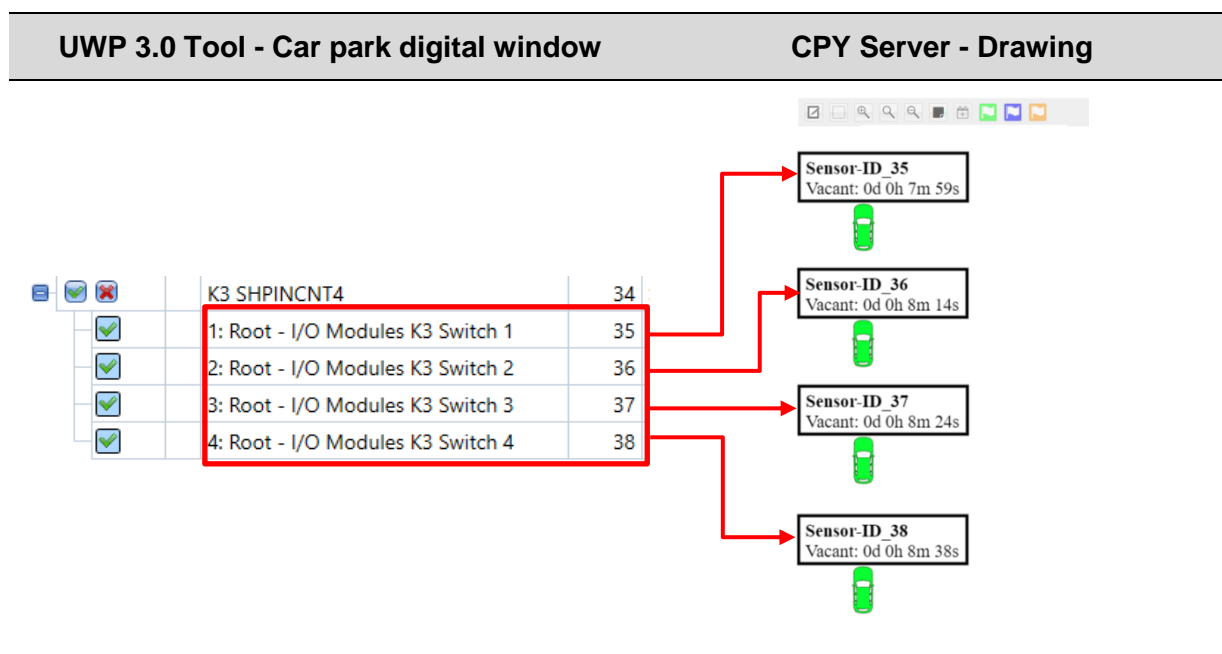 UWP 3.0 Tool - Car park digital window CPY Server - Drawing
Sensor-ID_35
Vacant: 0d 0h 7m 59s
K3 SHPINCNT4 34
1: Root - I/O Modules K3 Switch 1 35
2: Root - I/O Modules K3 Switch 2 36
3: Root - I/O Modules K3 Switch 3 37
4: Root - I/O Modules K3 Switch 4 38
Sensor-ID_36
Vacant: 0d 0h 8m 14s
Sensor-ID_37
Vacant: 0d 0h 8m 24s
Sensor-ID_38
Vacant: 0d 0h 8m 38s